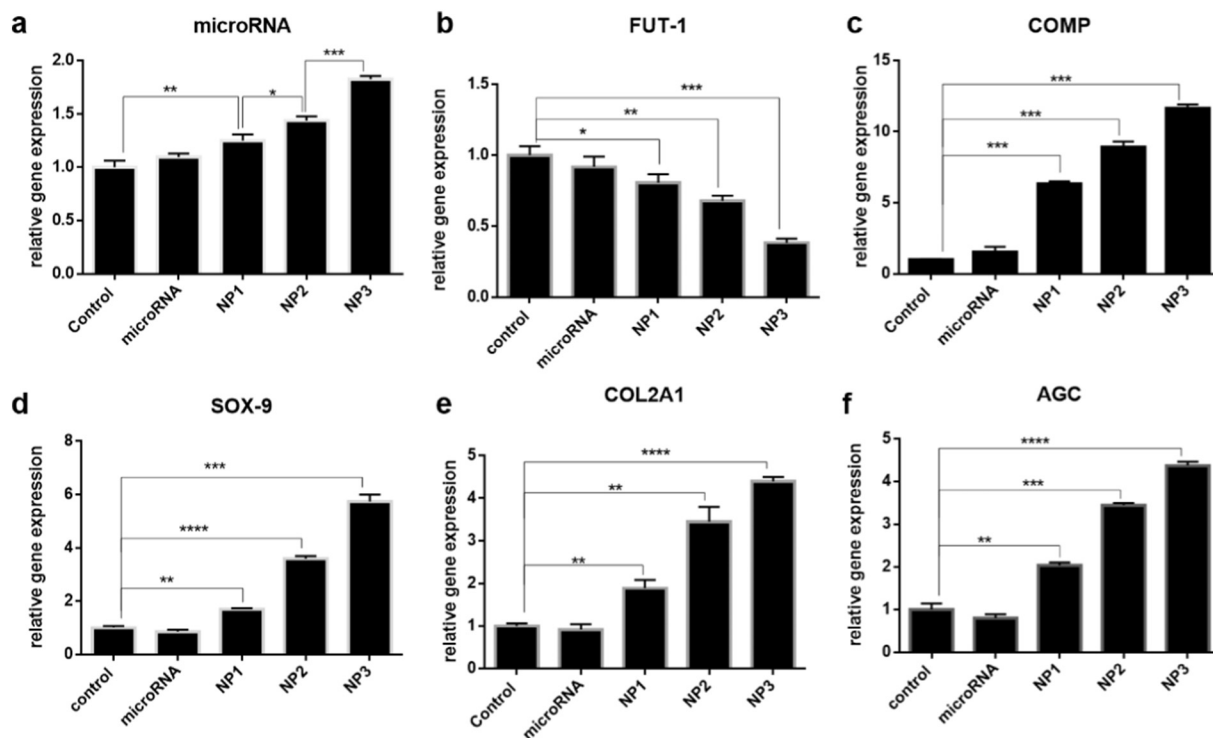 a
microRNA
relative gene expression
2.0
1.5
1.0
0.5
0.0
**
*
***
Control
microRNA
NP1
NP2
NP3
b
FUT-1
relative gene expression
1.5
1.0
0.5
0.0
***
**
*
control
microRNA
NP1
NP2
NP3
c
COMP
relative gene expression
15
10
5
0
***
***
***
Control
microRNA
NP1
NP2
NP3
d
SOX-9
relative gene expression
8
6
4
2
0
***
****
**
control
microRNA
NP1
NP2
NP3
e
COL2A1
relative gene expression
5
4
3
2
1
0
****
**
**
Control
microRNA
NP1
NP2
NP3
f
AGC
relative gene expression
5
4
3
2
1
0
****
***
**
control
microRNA
NP1
NP2
NP3